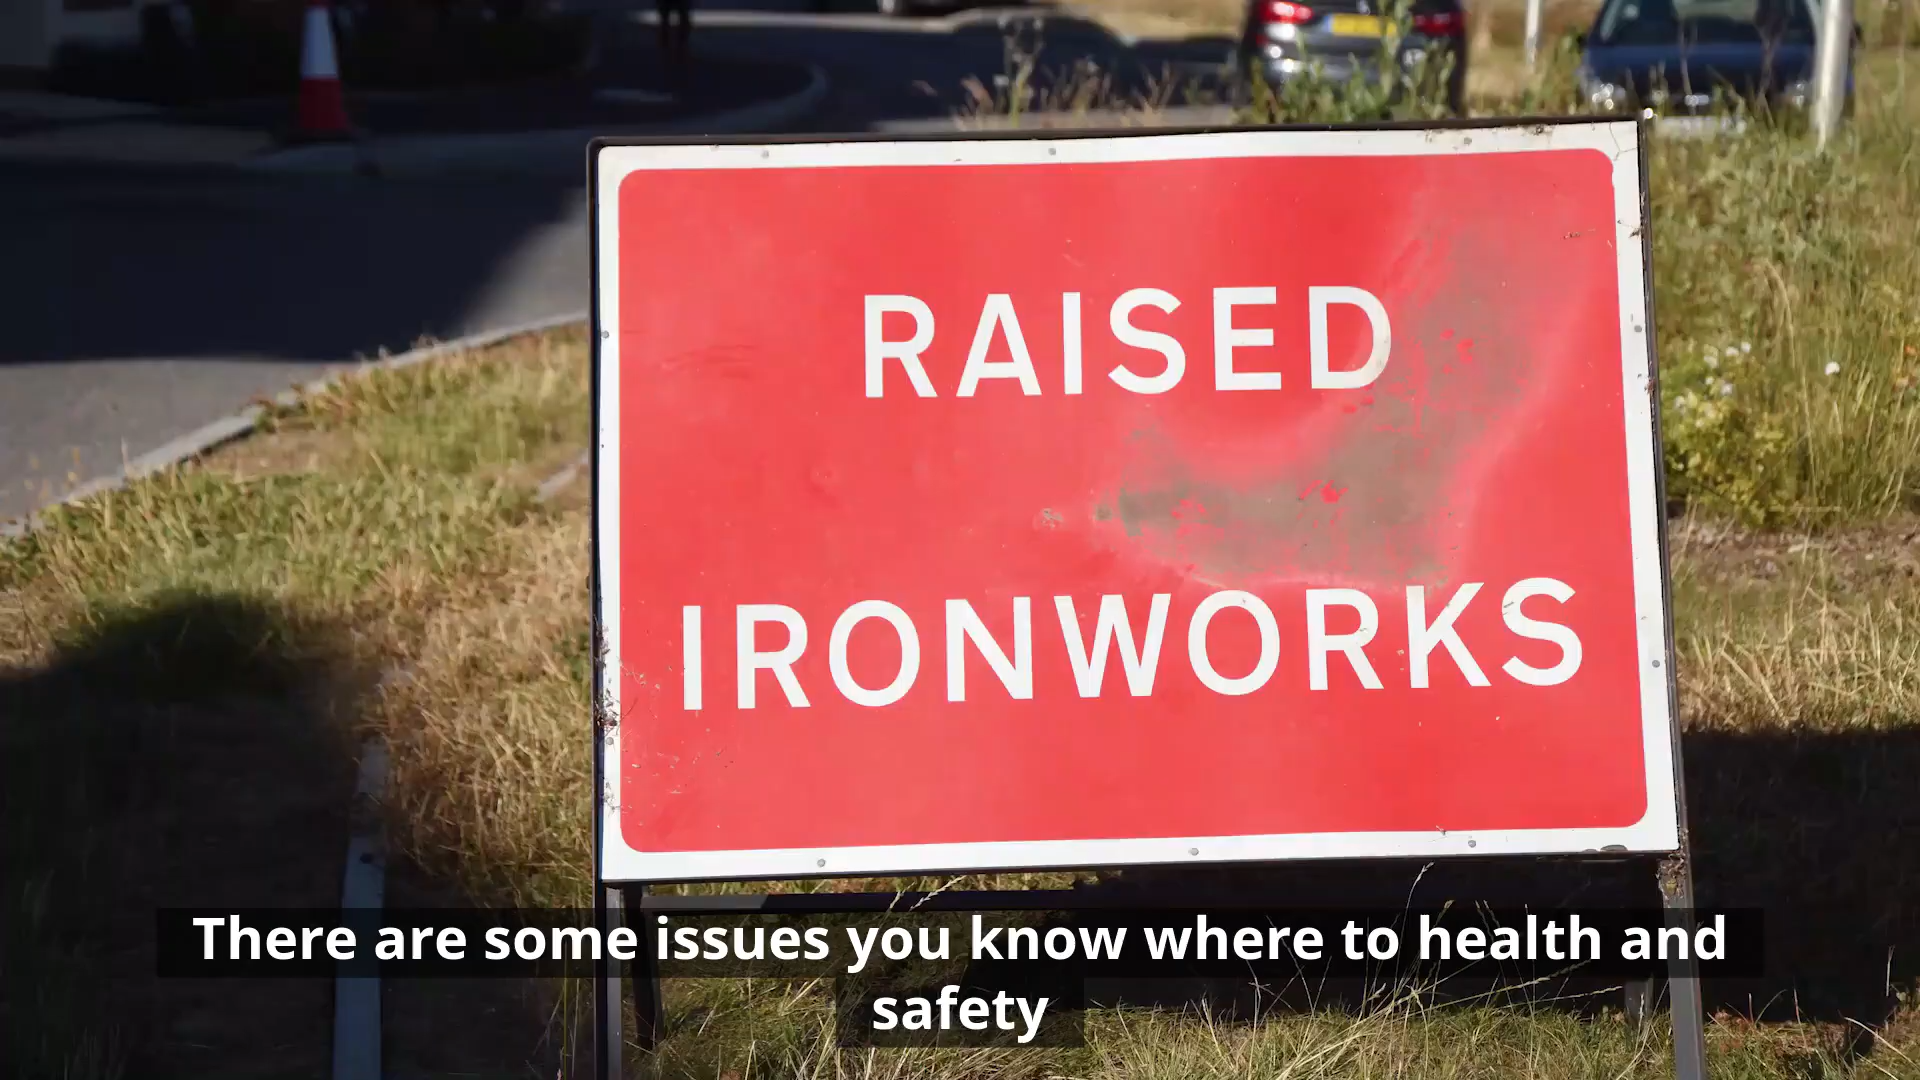 RAISED
IRONWORKS
There are some issues you know where to health and
safety